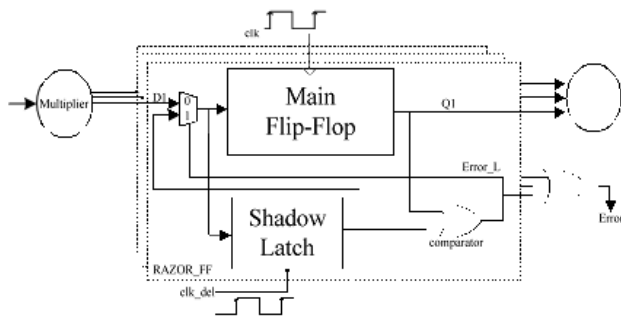 clk
Multiplier
D1
0
1
Main
Flip-Flop
Q1
Error_L
Shadow
Latch
comparator
Error
RAZOR_FF
clk_del